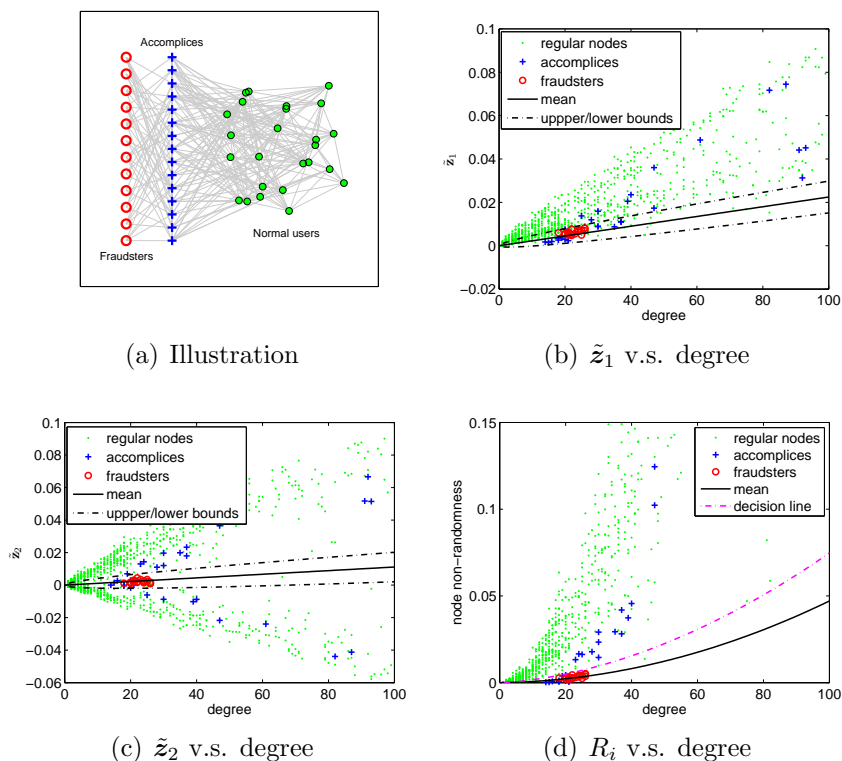 Accomplices
Fraudsters
Normal users
(a) Illustration
0.1
0.08
0.06
0.04
0.02
0
−0.02
z̃₁
regular nodes
accomplices
fraudsters
mean
uppper/lower bounds
0 20 40 60 80 100
degree
(b) z̃₁ v.s. degree
0.1
0.08
0.06
0.04
0.02
0
−0.02
−0.04
−0.06
z̃₂
regular nodes
accomplices
fraudsters
mean
uppper/lower bounds
0 20 40 60 80 100
degree
(c) z̃₂ v.s. degree
0.15
0.1
0.05
0
node non−randomness
regular nodes
accomplices
fraudsters
mean
decision line
0 20 40 60 80 100
degree
(d) Rᵢ v.s. degree